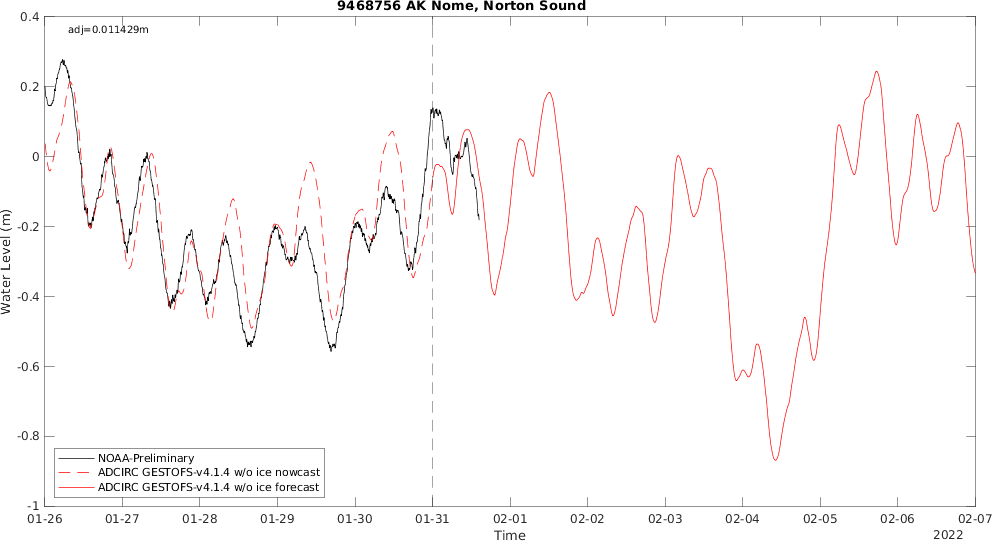 9468756 AK Nome, Norton Sound
adj=0.011429m
0.4
0.2
0
-0.2
-0.4
-0.6
-0.8
-1
Water Level (m)
NOAA-Preliminary
ADCIRC GESTOFS-v4.1.4 w/o ice nowcast
ADCIRC GESTOFS-v4.1.4 w/o ice forecast
01-26 01-27 01-28 01-29 01-30 01-31 02-01 02-02 02-03 02-04 02-05 02-06 02-07
Time
2022